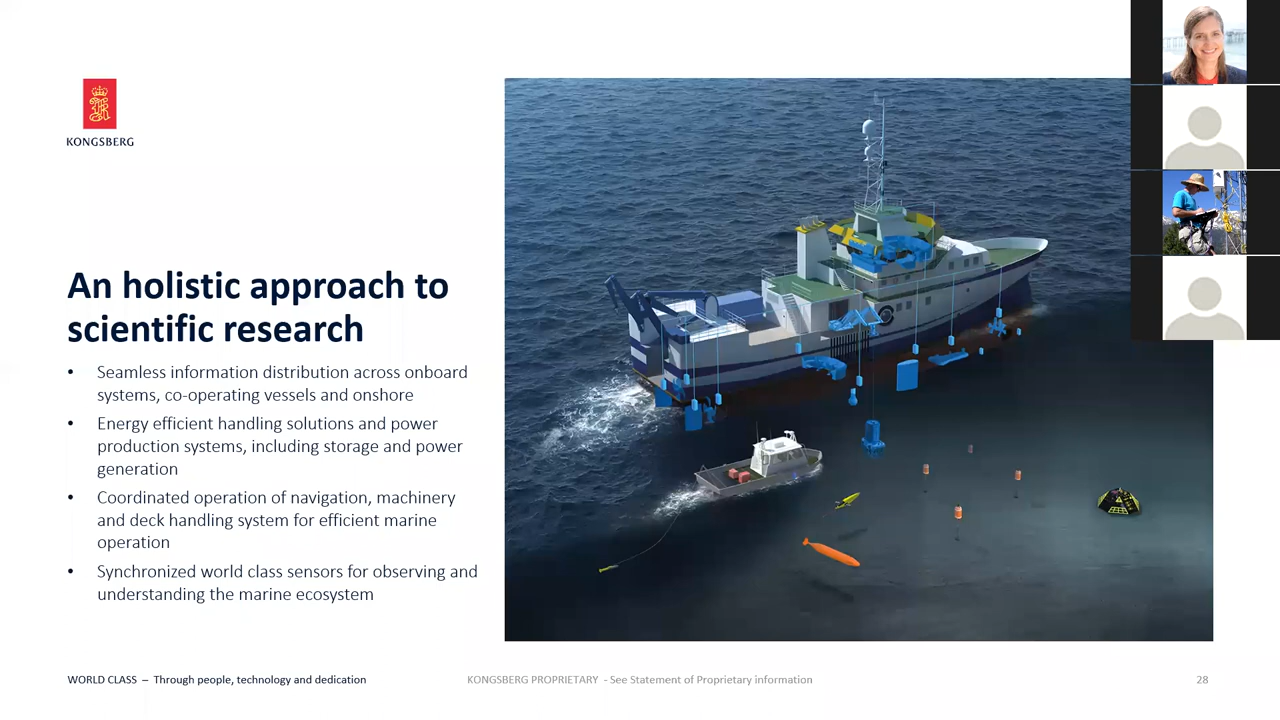 KONGSBERG
An holistic approach to
scientific research
• Seamless information distribution across onboard
systems, co-operating vessels and onshore
• Energy efficient handling solutions and power
production systems, including storage and power
generation
• Coordinated operation of navigation, machinery
and deck handling system for efficient marine
operation
• Synchronized world class sensors for observing and
understanding the marine ecosystem
WORLD CLASS – Through people, technology and dedication
KONGSBERG PROPRIETARY - See Statement of Proprietary information
28